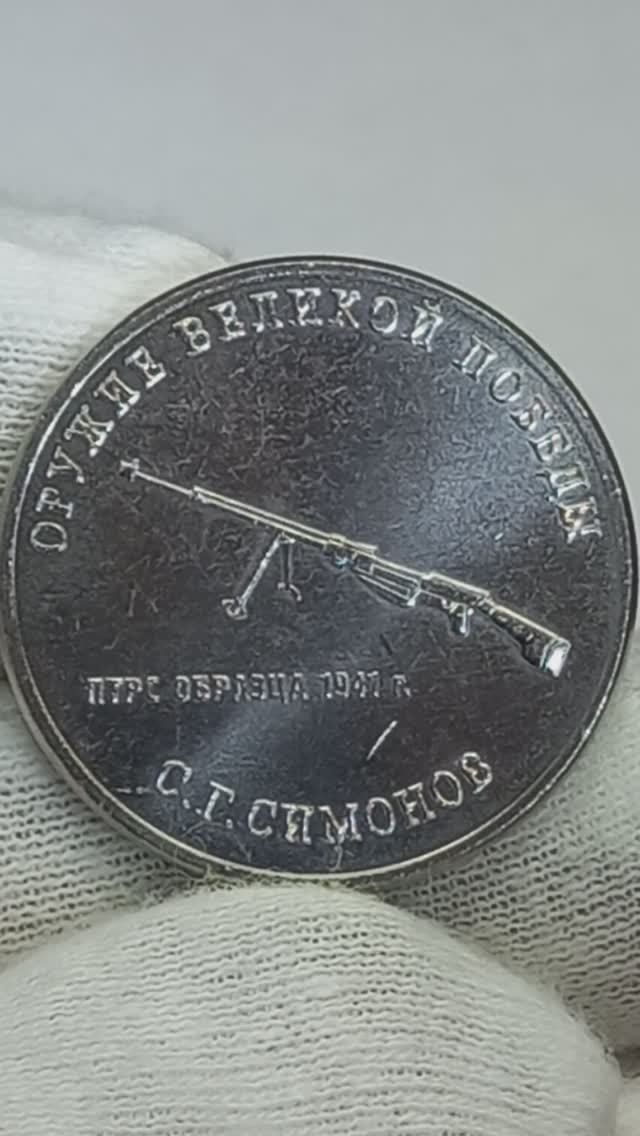 ОРУЖИЕ ВЕЛИКОЙ ПОБЕДЫ
ПТРС ОБРАЗЦА 1941 г.
С.Г. СИМОНОВ